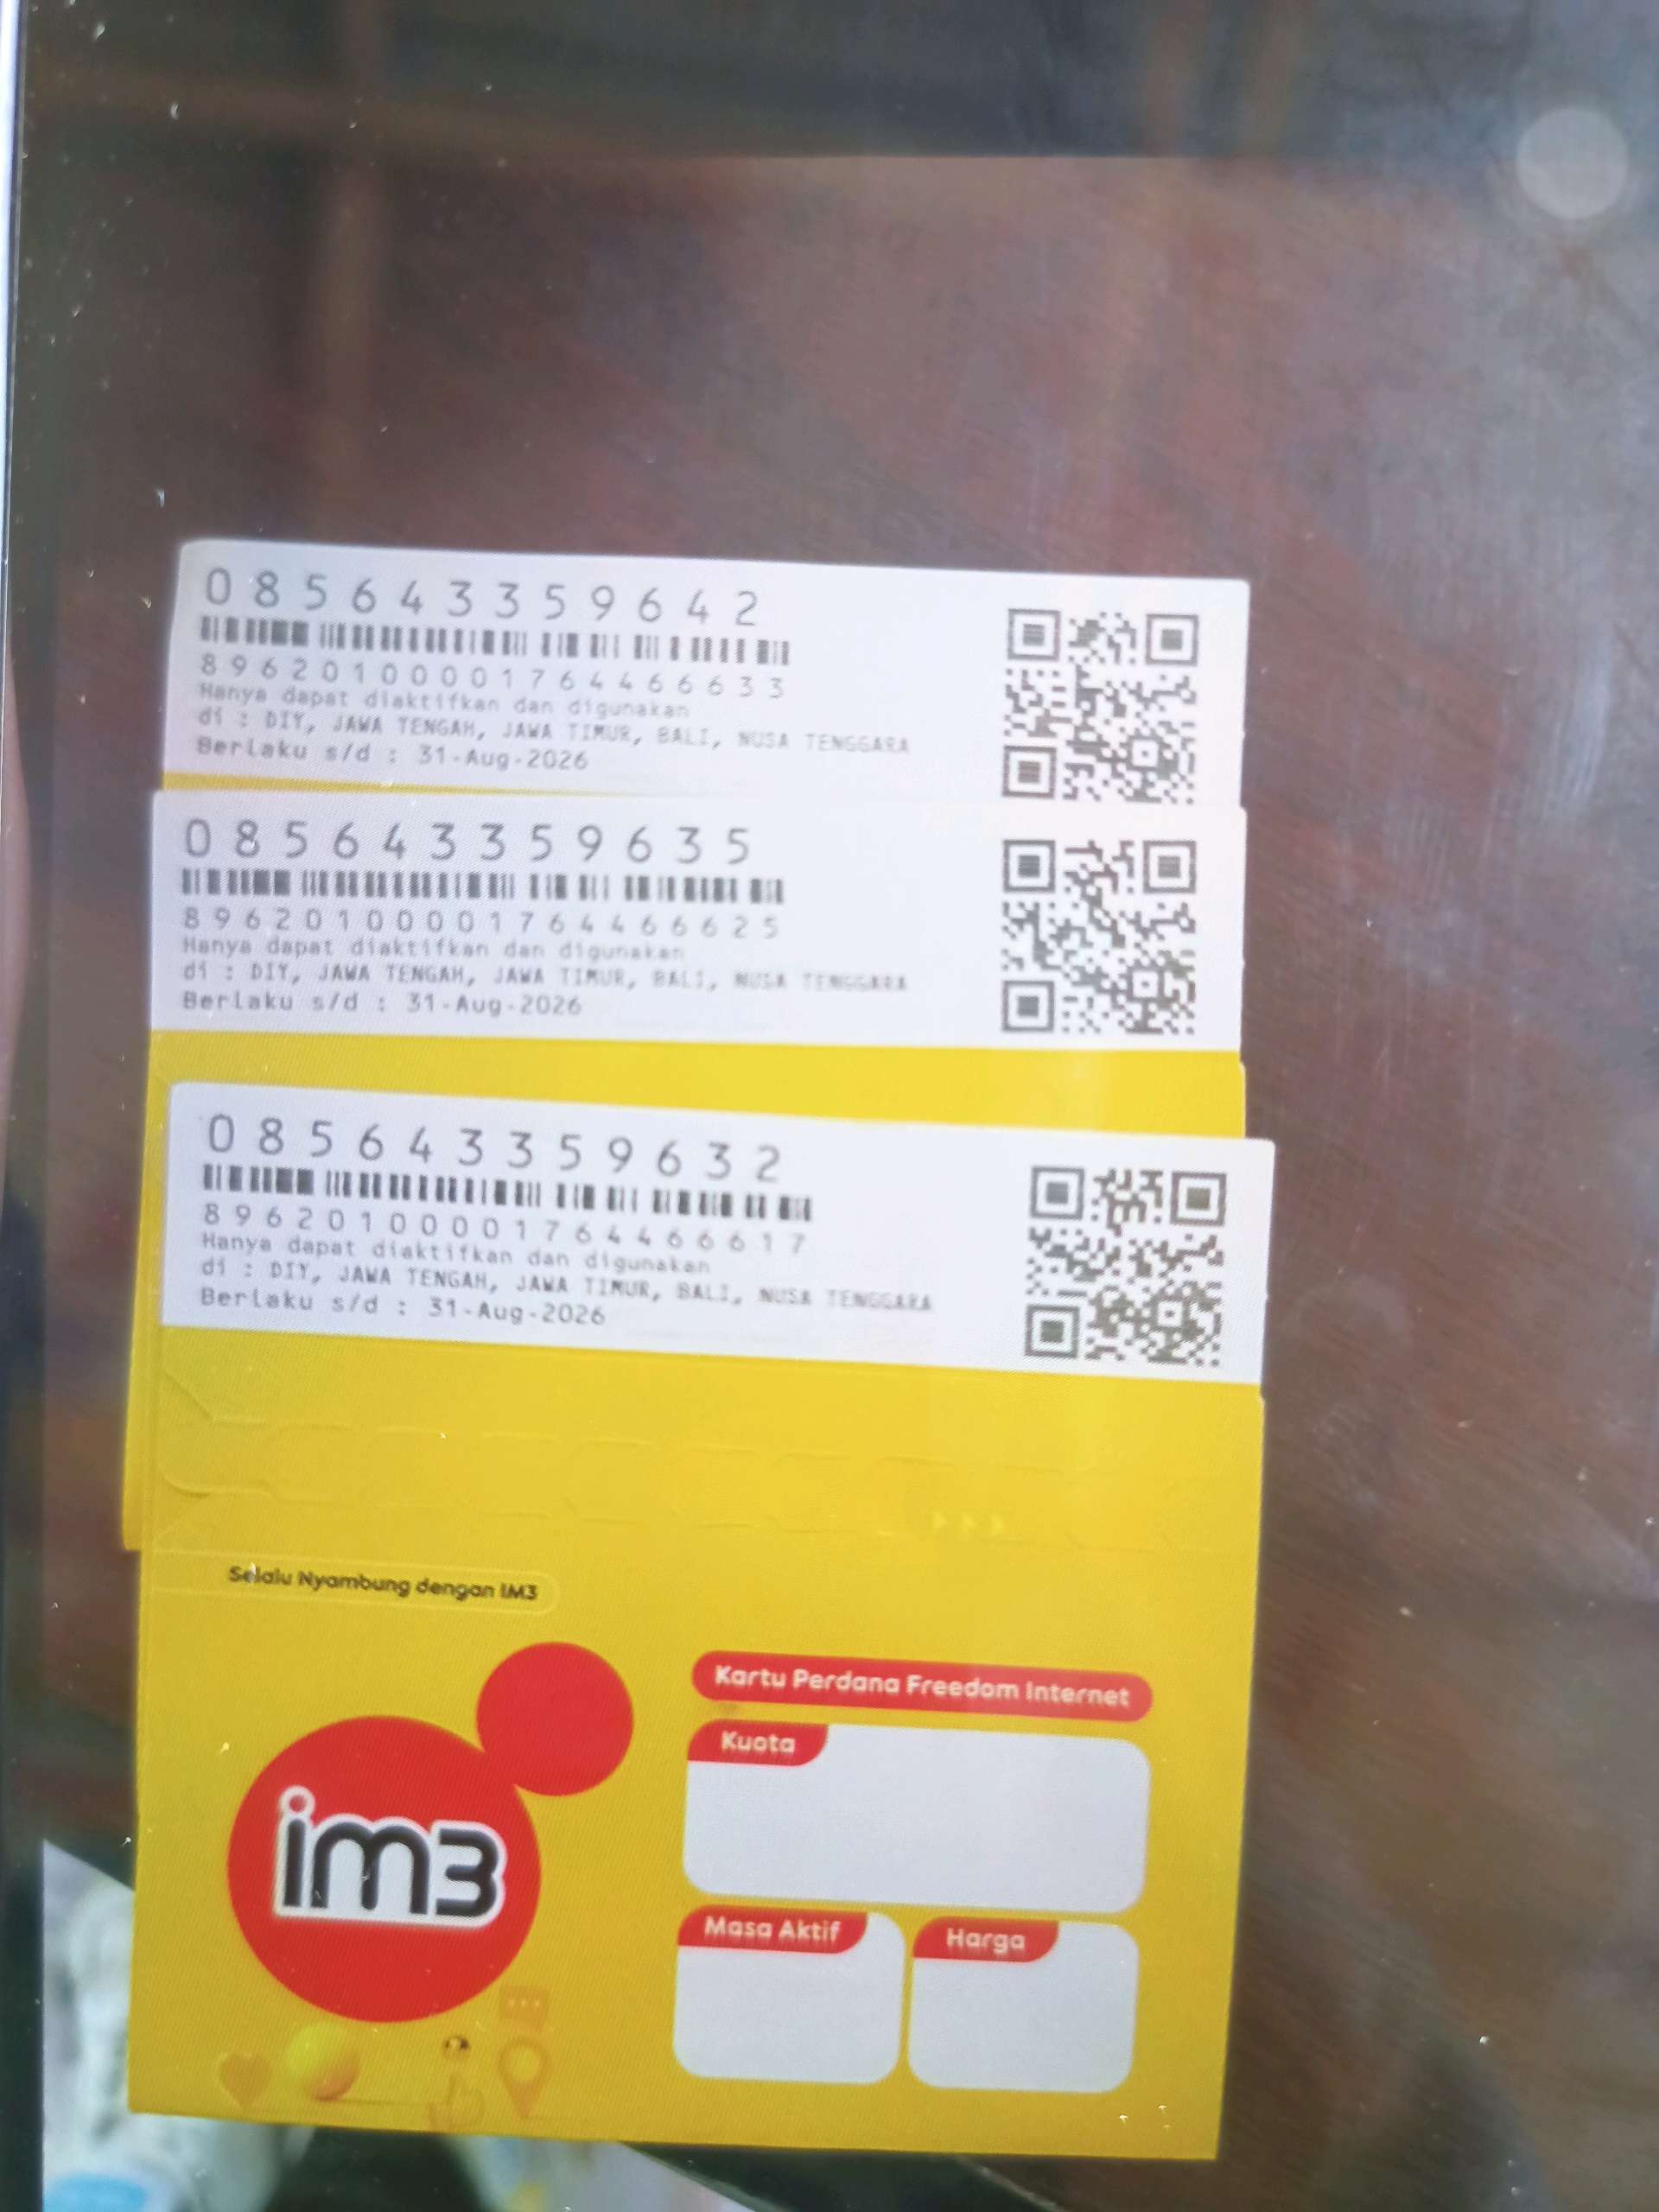 085643359642
8962010000176446633
Hanya dapat diaktifkan dan digunakan
di : DIY, JAWA TENGAH, JAWA TIMUR, BALI, NUSA TENGGARA
Berlaku s/d : 31-Aug-2026
085643359635
8962010000176446625
Hanya dapat diaktifkan dan digunakan
di : DIY, JAWA TENGAH, JAWA TIMUR, BALI, NUSA TENGGARA
Berlaku s/d : 31-Aug-2026
085643359632
8962010000176446617
Hanya dapat diaktifkan dan digunakan
di : DIY, JAWA TENGAH, JAWA TIMUR, BALI, NUSA TENGGARA
Berlaku s/d : 31-Aug-2026
Selalu Nyambung dengan IM3
im3
Kartu Perdana Freedom Internet
Kuota
Masa Aktif
Harga